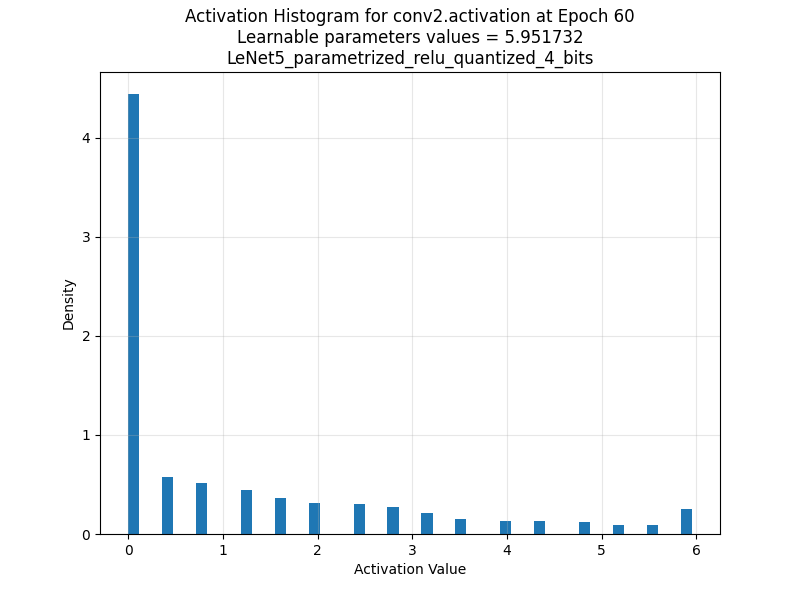 Activation Histogram for conv2.activation at Epoch 60
Learnable parameters values = 5.951732
LeNet5_parametrized_relu_quantized_4_bits
4
3
2
1
0
Density
0 1 2 3 4 5 6
Activation Value